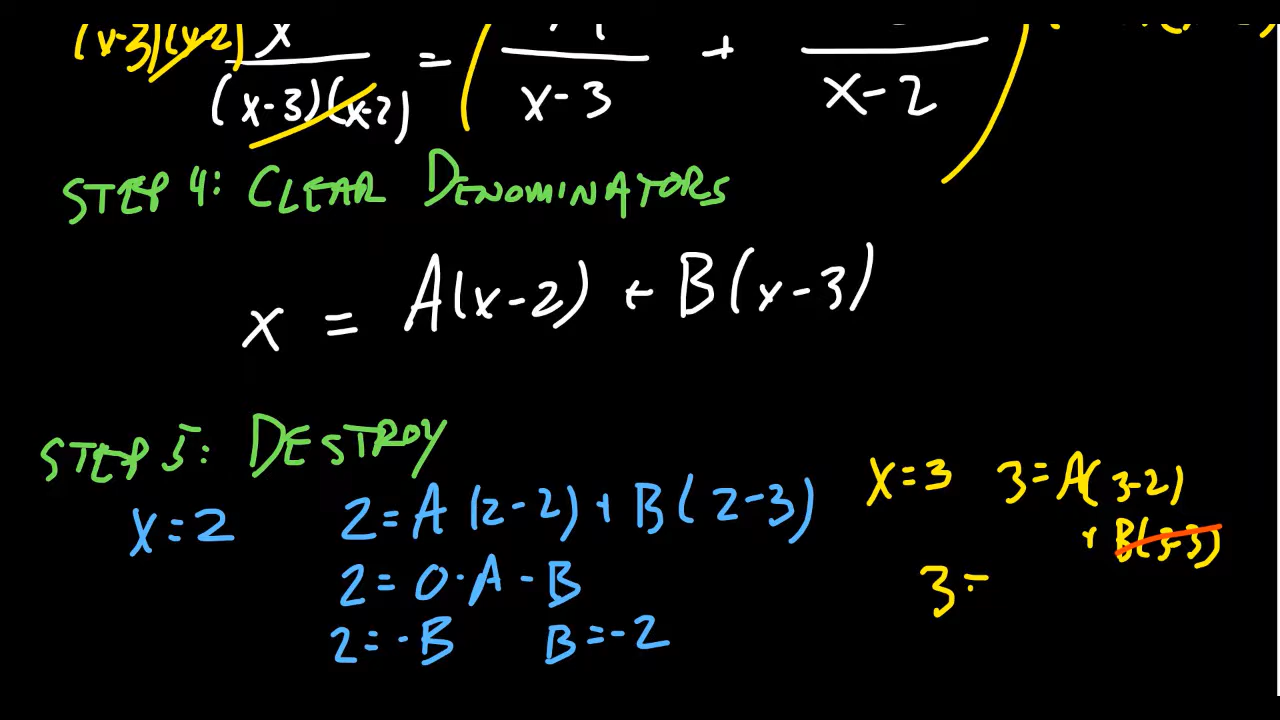 (x-3)(x-2) x
(x-3)(x-2) = ( x-3 + x-2 )
STEP 4: CLEAR DENOMINATORS
x = A(x-2) + B(x-3)
STEP 5: DESTROY
x=2 2=A(2-2)+B(2-3)
2=0·A-B
2=-B B=-2
x=3 3=A(3-2)
+B(3-3)
3=